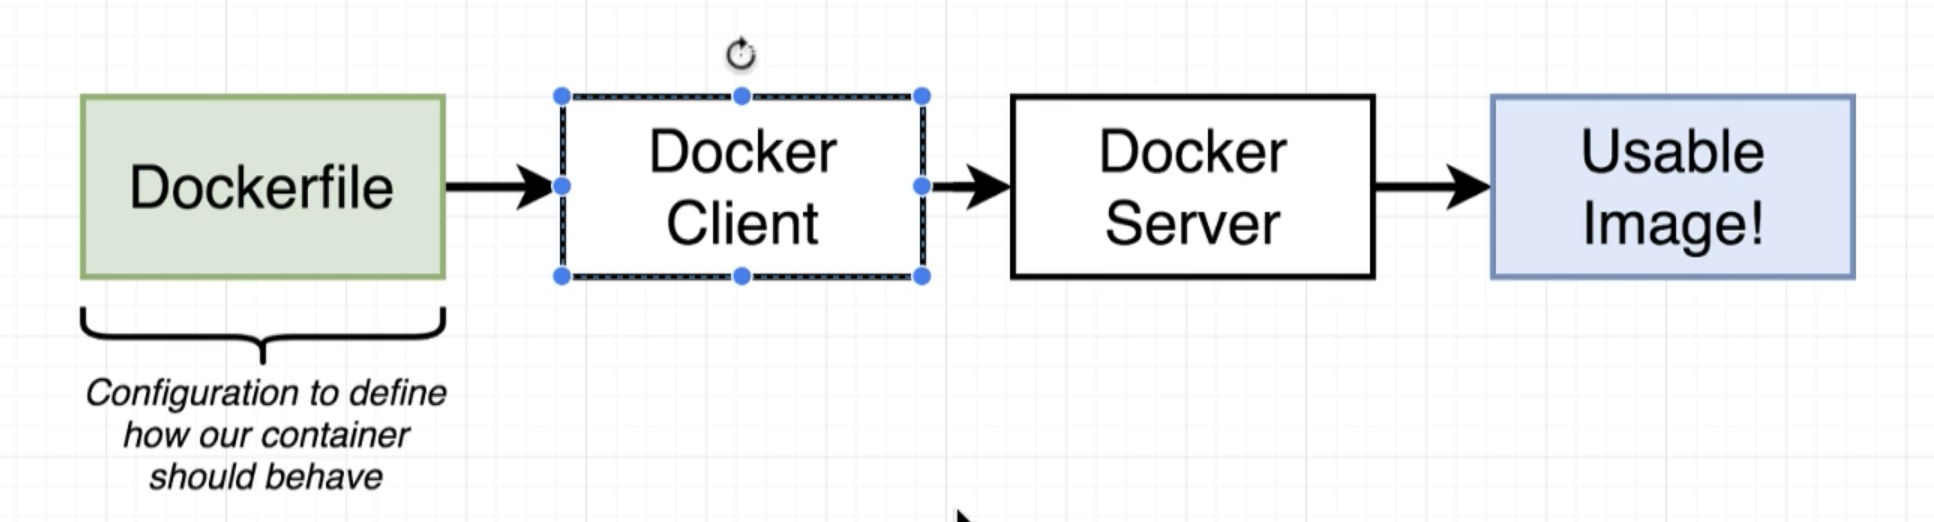 Dockerfile
Docker
Client
Docker
Server
Usable
Image!
Configuration to define
how our container
should behave